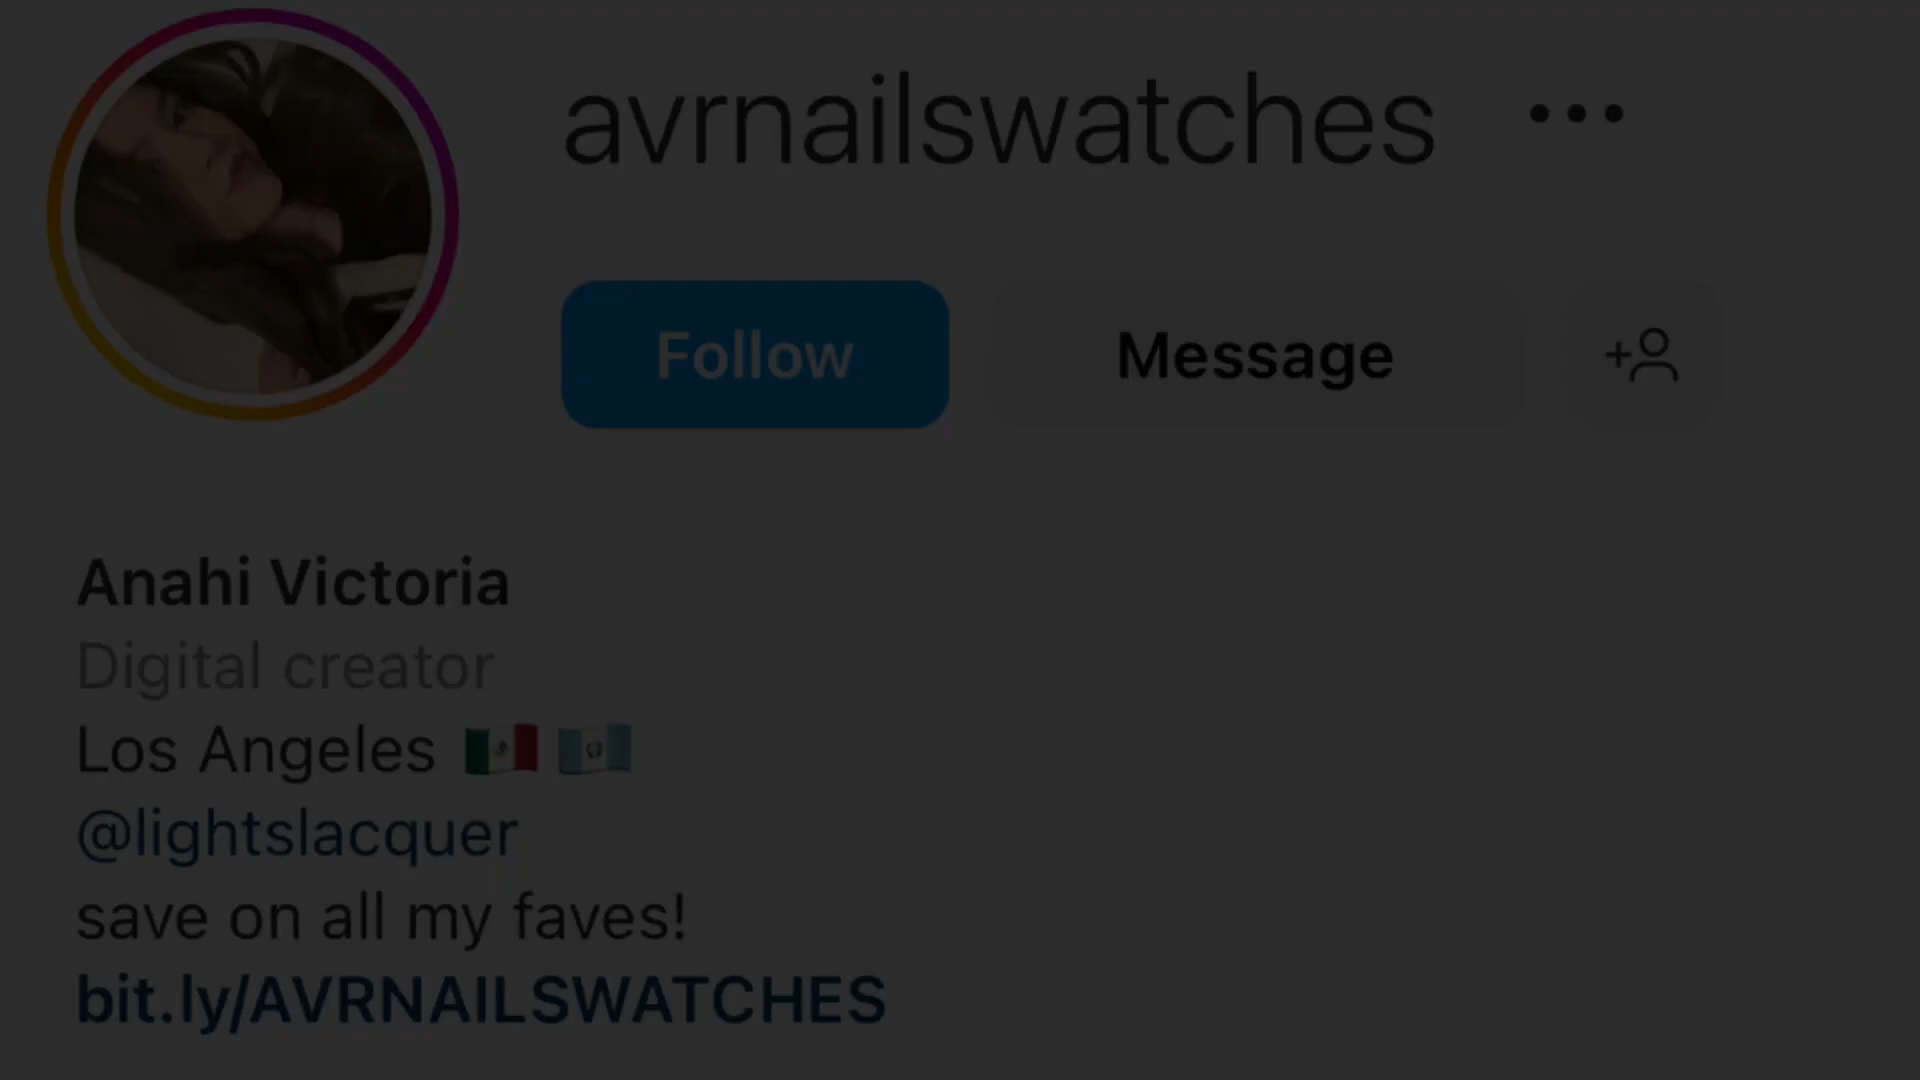 avrnailswatches
Follow Message
Anahi Victoria
Digital creator
Los Angeles 🇲🇽 🇬🇹
@lightslacquer
save on all my faves!
bit.ly/AVRNAILSWATCHES